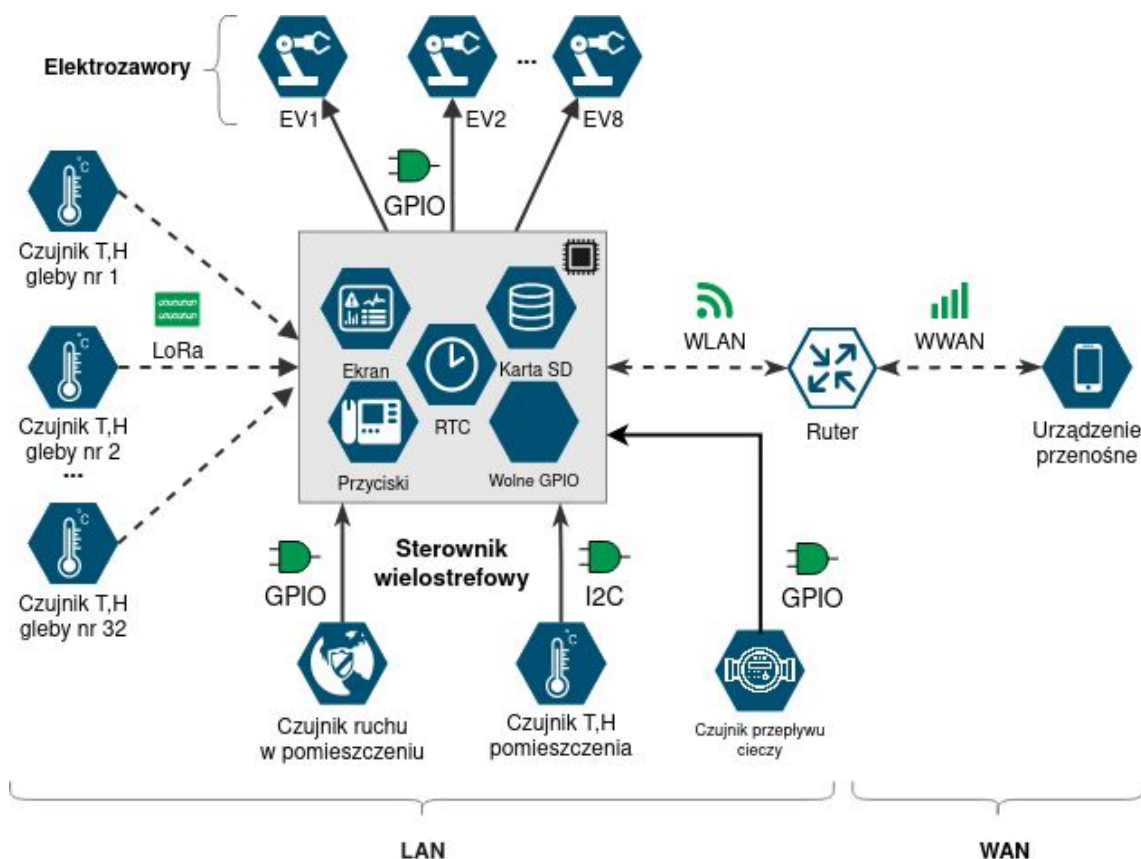 Elektrozawory
EV1
EV2
...
EV8
GPIO
°C
Czujnik T,H
gleby nr 1
LoRa
°C
Czujnik T,H
gleby nr 2
...
°C
Czujnik T,H
gleby nr 32
Ekran
Karta SD
RTC
Przyciski
Wolne GPIO
WLAN
WWAN
Ruter
Urządzenie
przenośne
Sterownik
wielostrefowy
GPIO
I2C
GPIO
Czujnik ruchu
w pomieszczeniu
°C
Czujnik T,H
pomieszczenia
Czujnik przepływu
cieczy
LAN
WAN